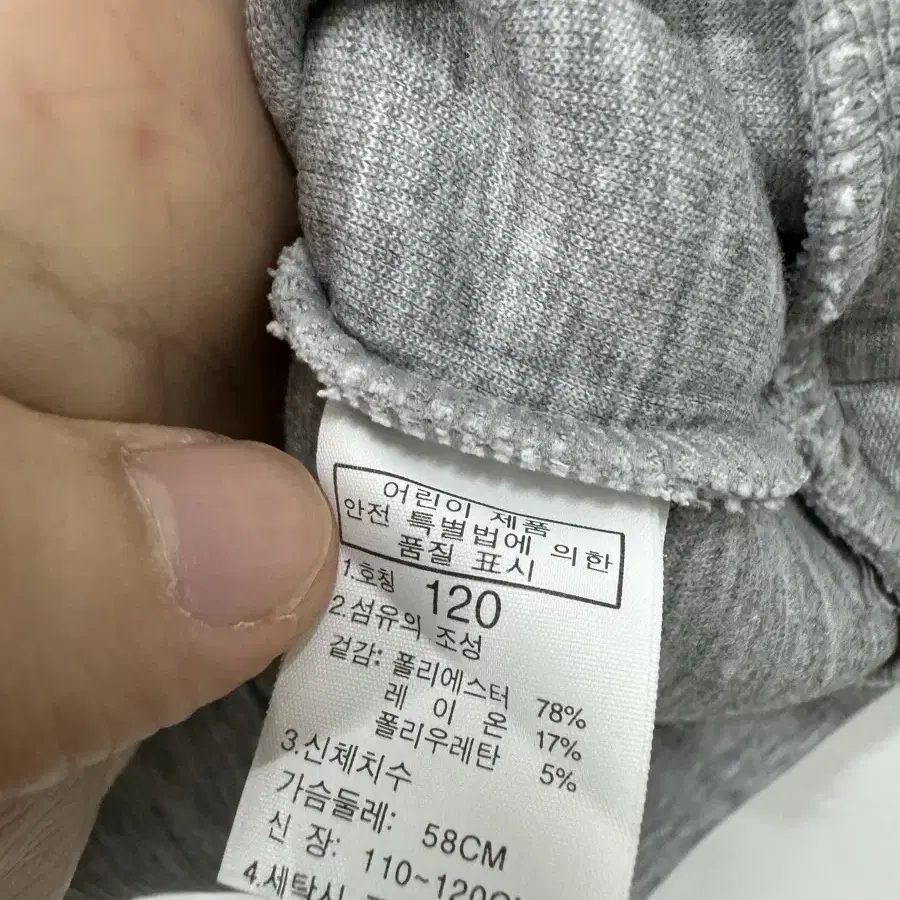 어린이 제품
안전 특별법에 의한
품질 표시
1.호칭 120
2.섬유의 조성
겉감: 폴리에스터 78%
레 이 온 17%
폴리우레탄 5%
3.신체치수
가슴둘레: 58CM
신 장: 110~120C
4.세탁시